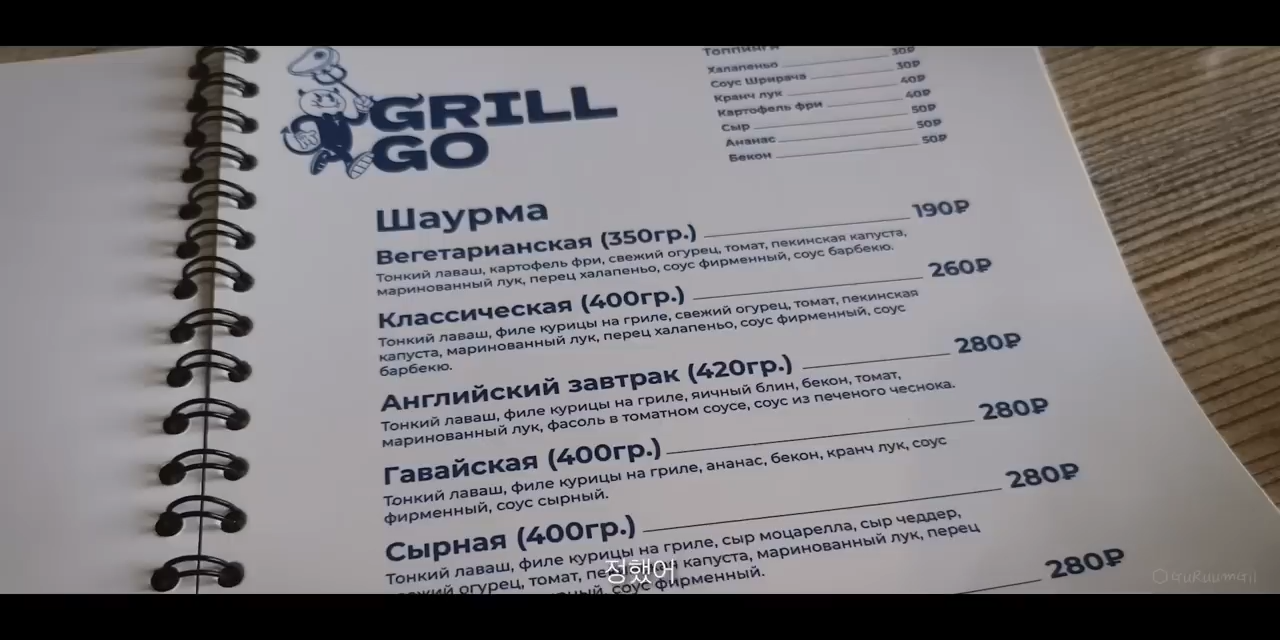 GRILL
GO
Топпинги
30₽
Халапеньо 30₽
Соус Шрирача 40₽
Кранч лук 40₽
Картофель фри 50₽
Сыр 50₽
Ананас 50₽
Бекон
Шаурма
Вегетарианская (350гр.) 190₽
Тонкий лаваш, картофель фри, свежий огурец, томат, пекинская капуста,
маринованный лук, перец халапеньо, соус фирменный, соус барбекю.
Классическая (400гр.) 260₽
Тонкий лаваш, филе курицы на гриле, свежий огурец, томат, пекинская
капуста, маринованный лук, перец халапеньо, соус фирменный, соус
барбекю.
Английский завтрак (420гр.) 280₽
Тонкий лаваш, филе курицы на гриле, яичный блин, бекон, томат,
маринованный лук, фасоль в томатном соусе, соус из печеного чеснока.
Гавайская (400гр.) 280₽
Тонкий лаваш, филе курицы на гриле, ананас, бекон, кранч лук, соус
фирменный, соус сырный.
Сырная (400гр.) 280₽
Тонкий лаваш, филе курицы на гриле, сыр моцарелла, сыр чеддер,
огурец, томат, капуста, маринованный лук, перец
соус фирменный.
280₽
정했어
GuRuumGii